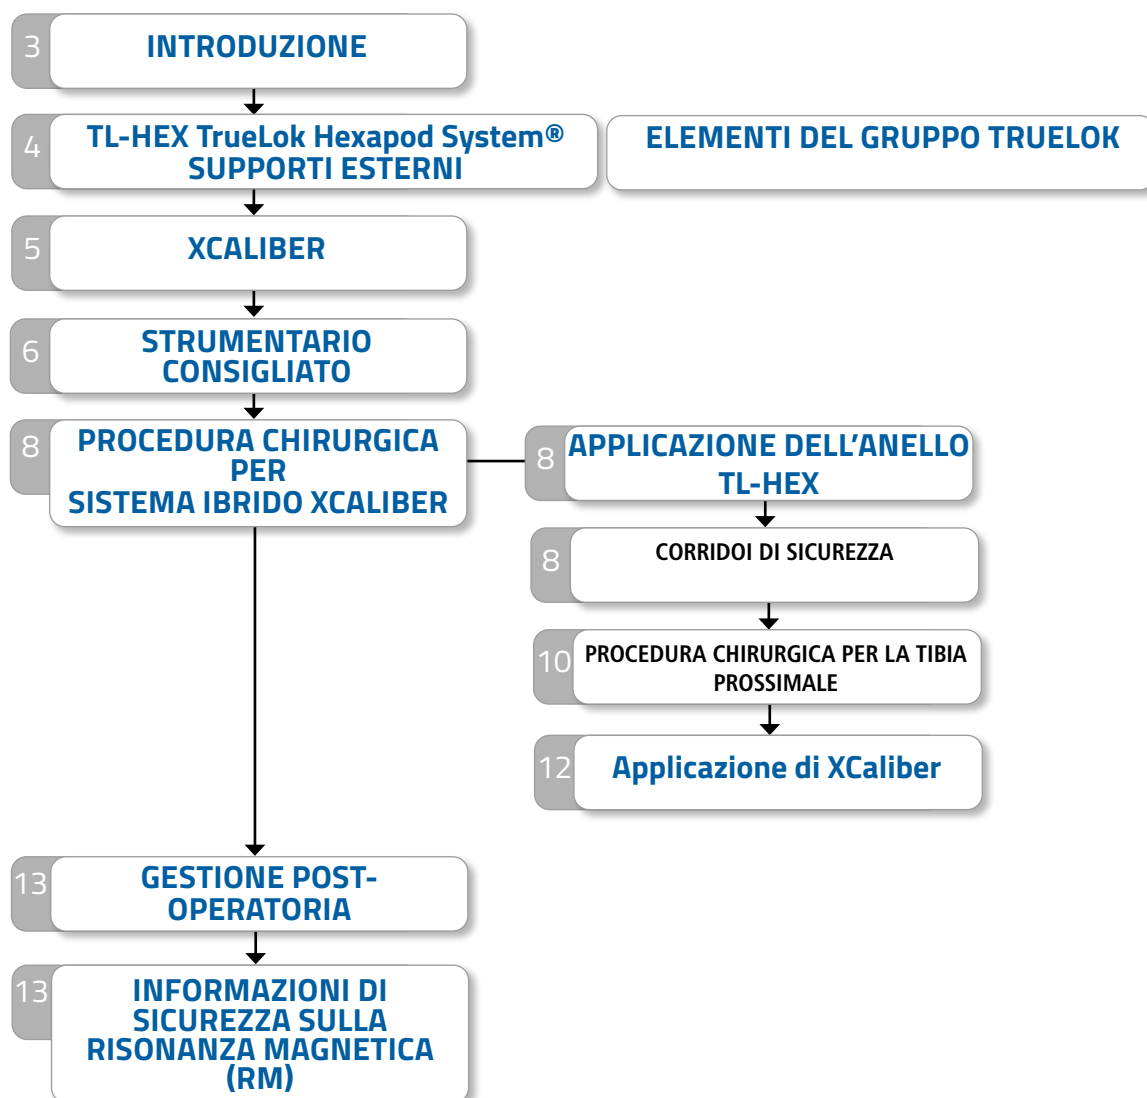 3
INTRODUZIONE
4
TL-HEX TrueLok Hexapod System®
SUPPORTI ESTERNI
ELEMENTI DEL GRUPPO TRUELOK
5
XCALIBER
6
STRUMENTARIO
CONSIGLIATO
8
PROCEDURA CHIRURGICA
PER
SISTEMA IBRIDO XCALIBER
8
APPLICAZIONE DELL'ANELLO
TL-HEX
8
CORRIDOI DI SICUREZZA
10
PROCEDURA CHIRURGICA PER LA TIBIA
PROSSIMALE
12
Applicazione di XCaliber
13
GESTIONE POST-
OPERATORIA
13
INFORMAZIONI DI
SICUREZZA SULLA
RISONANZA MAGNETICA
(RM)